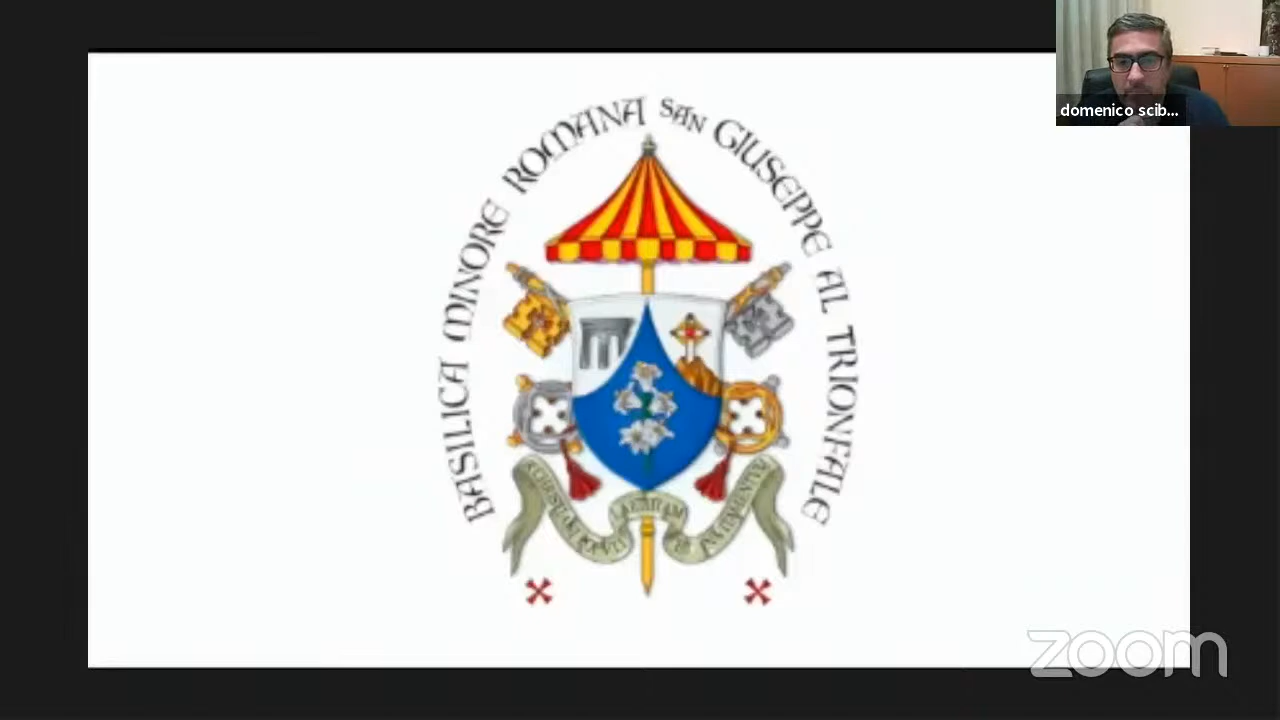 BASILICA MINORE ROMANA SAN GIUSEPPE AL TRIONFALE
domenico scib...
zoom